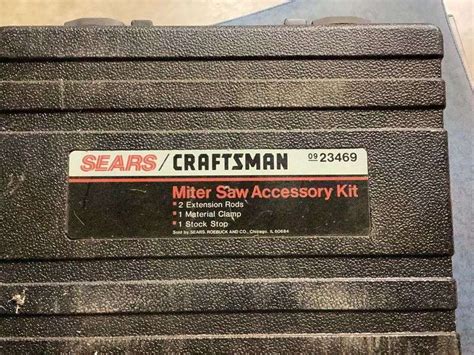 SEARS / CRAFTSMAN 09 23469
Miter Saw Accessory Kit
■ 2 Extension Rods
■ 1 Material Clamp
■ 1 Stock Stop
Sold by SEARS, ROEBUCK AND CO., Chicago, IL 60684